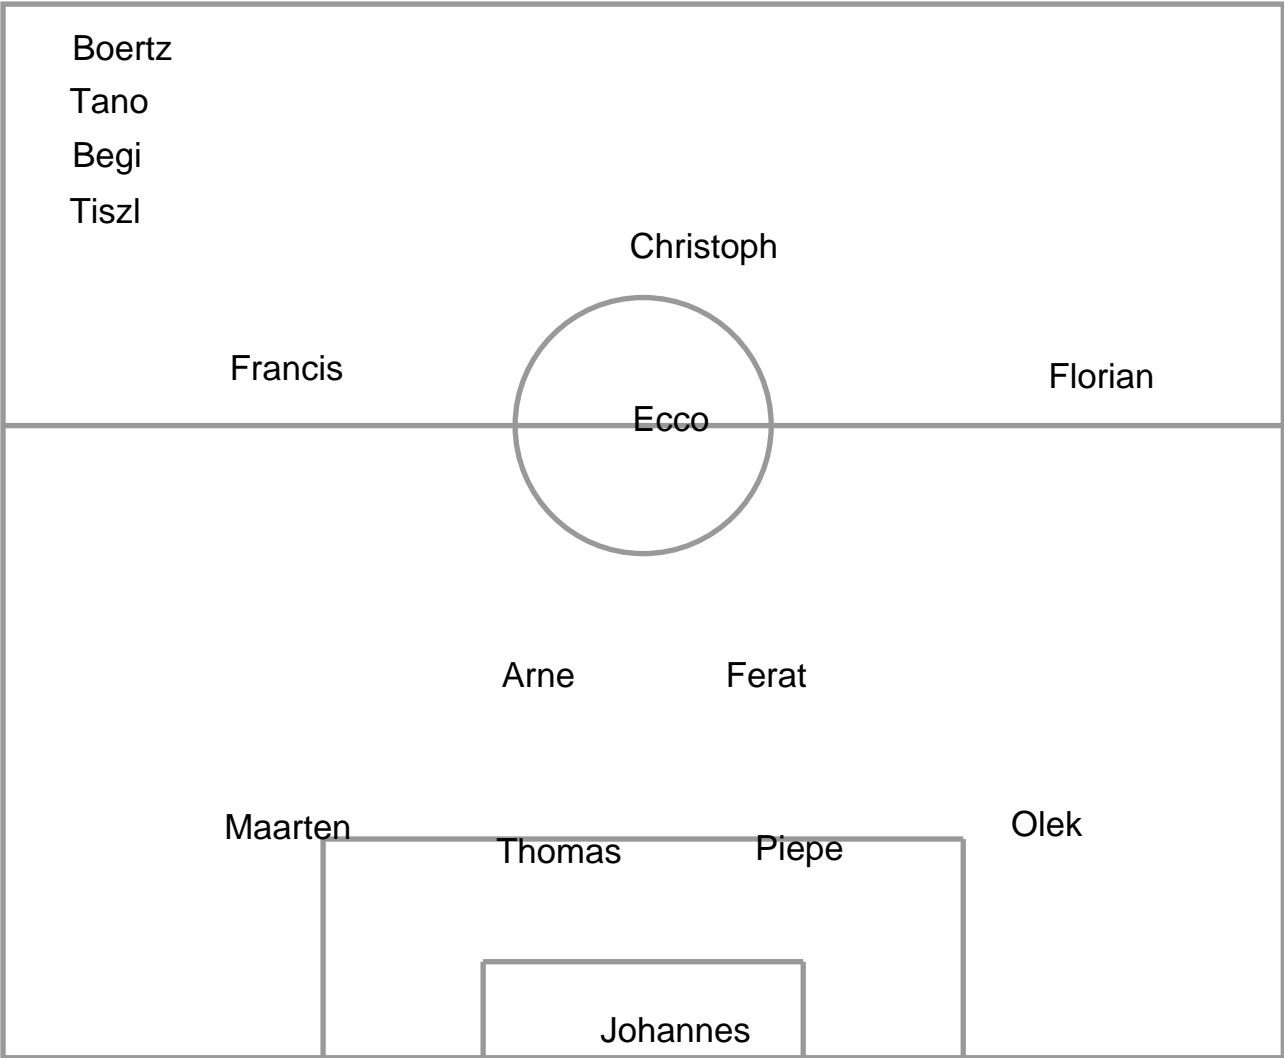 Boertz
Tano
Begi
Tiszl
Christoph
Francis
Florian
Ecco
Arne Ferat
Maarten
Olek
Thomas
Piepe
Johannes